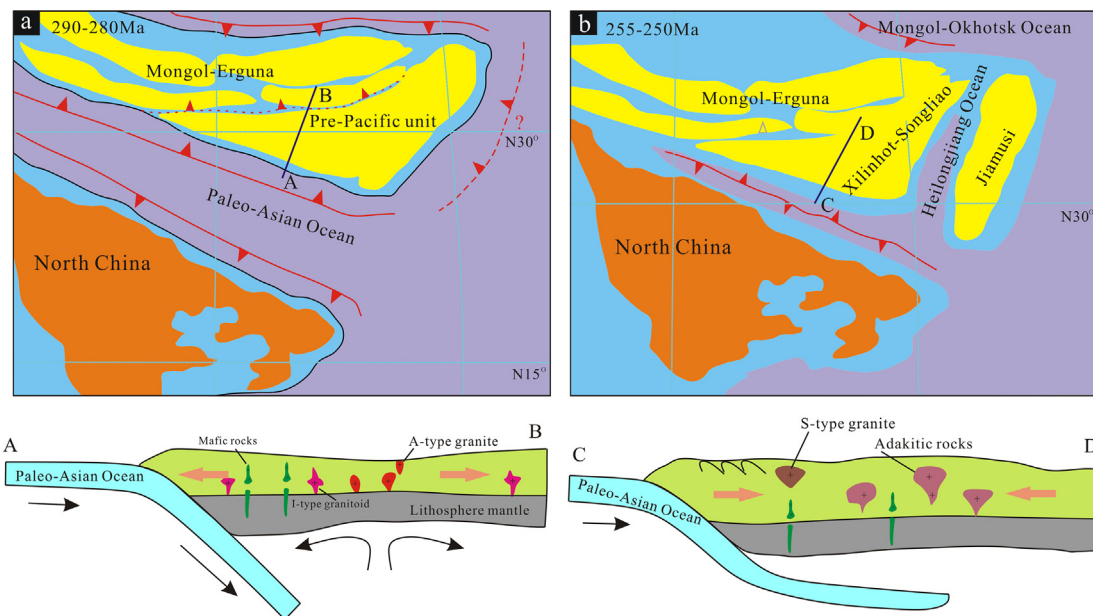 a
290-280Ma
Mongol-Erguna
B
Pre-Pacific unit
?
N30°
A
Paleo-Asian Ocean
North China
N15°
b
255-250Ma
Mongol-Okhotsk Ocean
Mongol-Erguna
D
Xilinhot-Songliao
Heilongjiang Ocean
Jiamusi
C
N30°
North China
A
B
Mafic rocks
A-type granite
Paleo-Asian Ocean
I-type granitoid
Lithosphere mantle
C
D
S-type granite
Adakitic rocks
Paleo-Asian Ocean